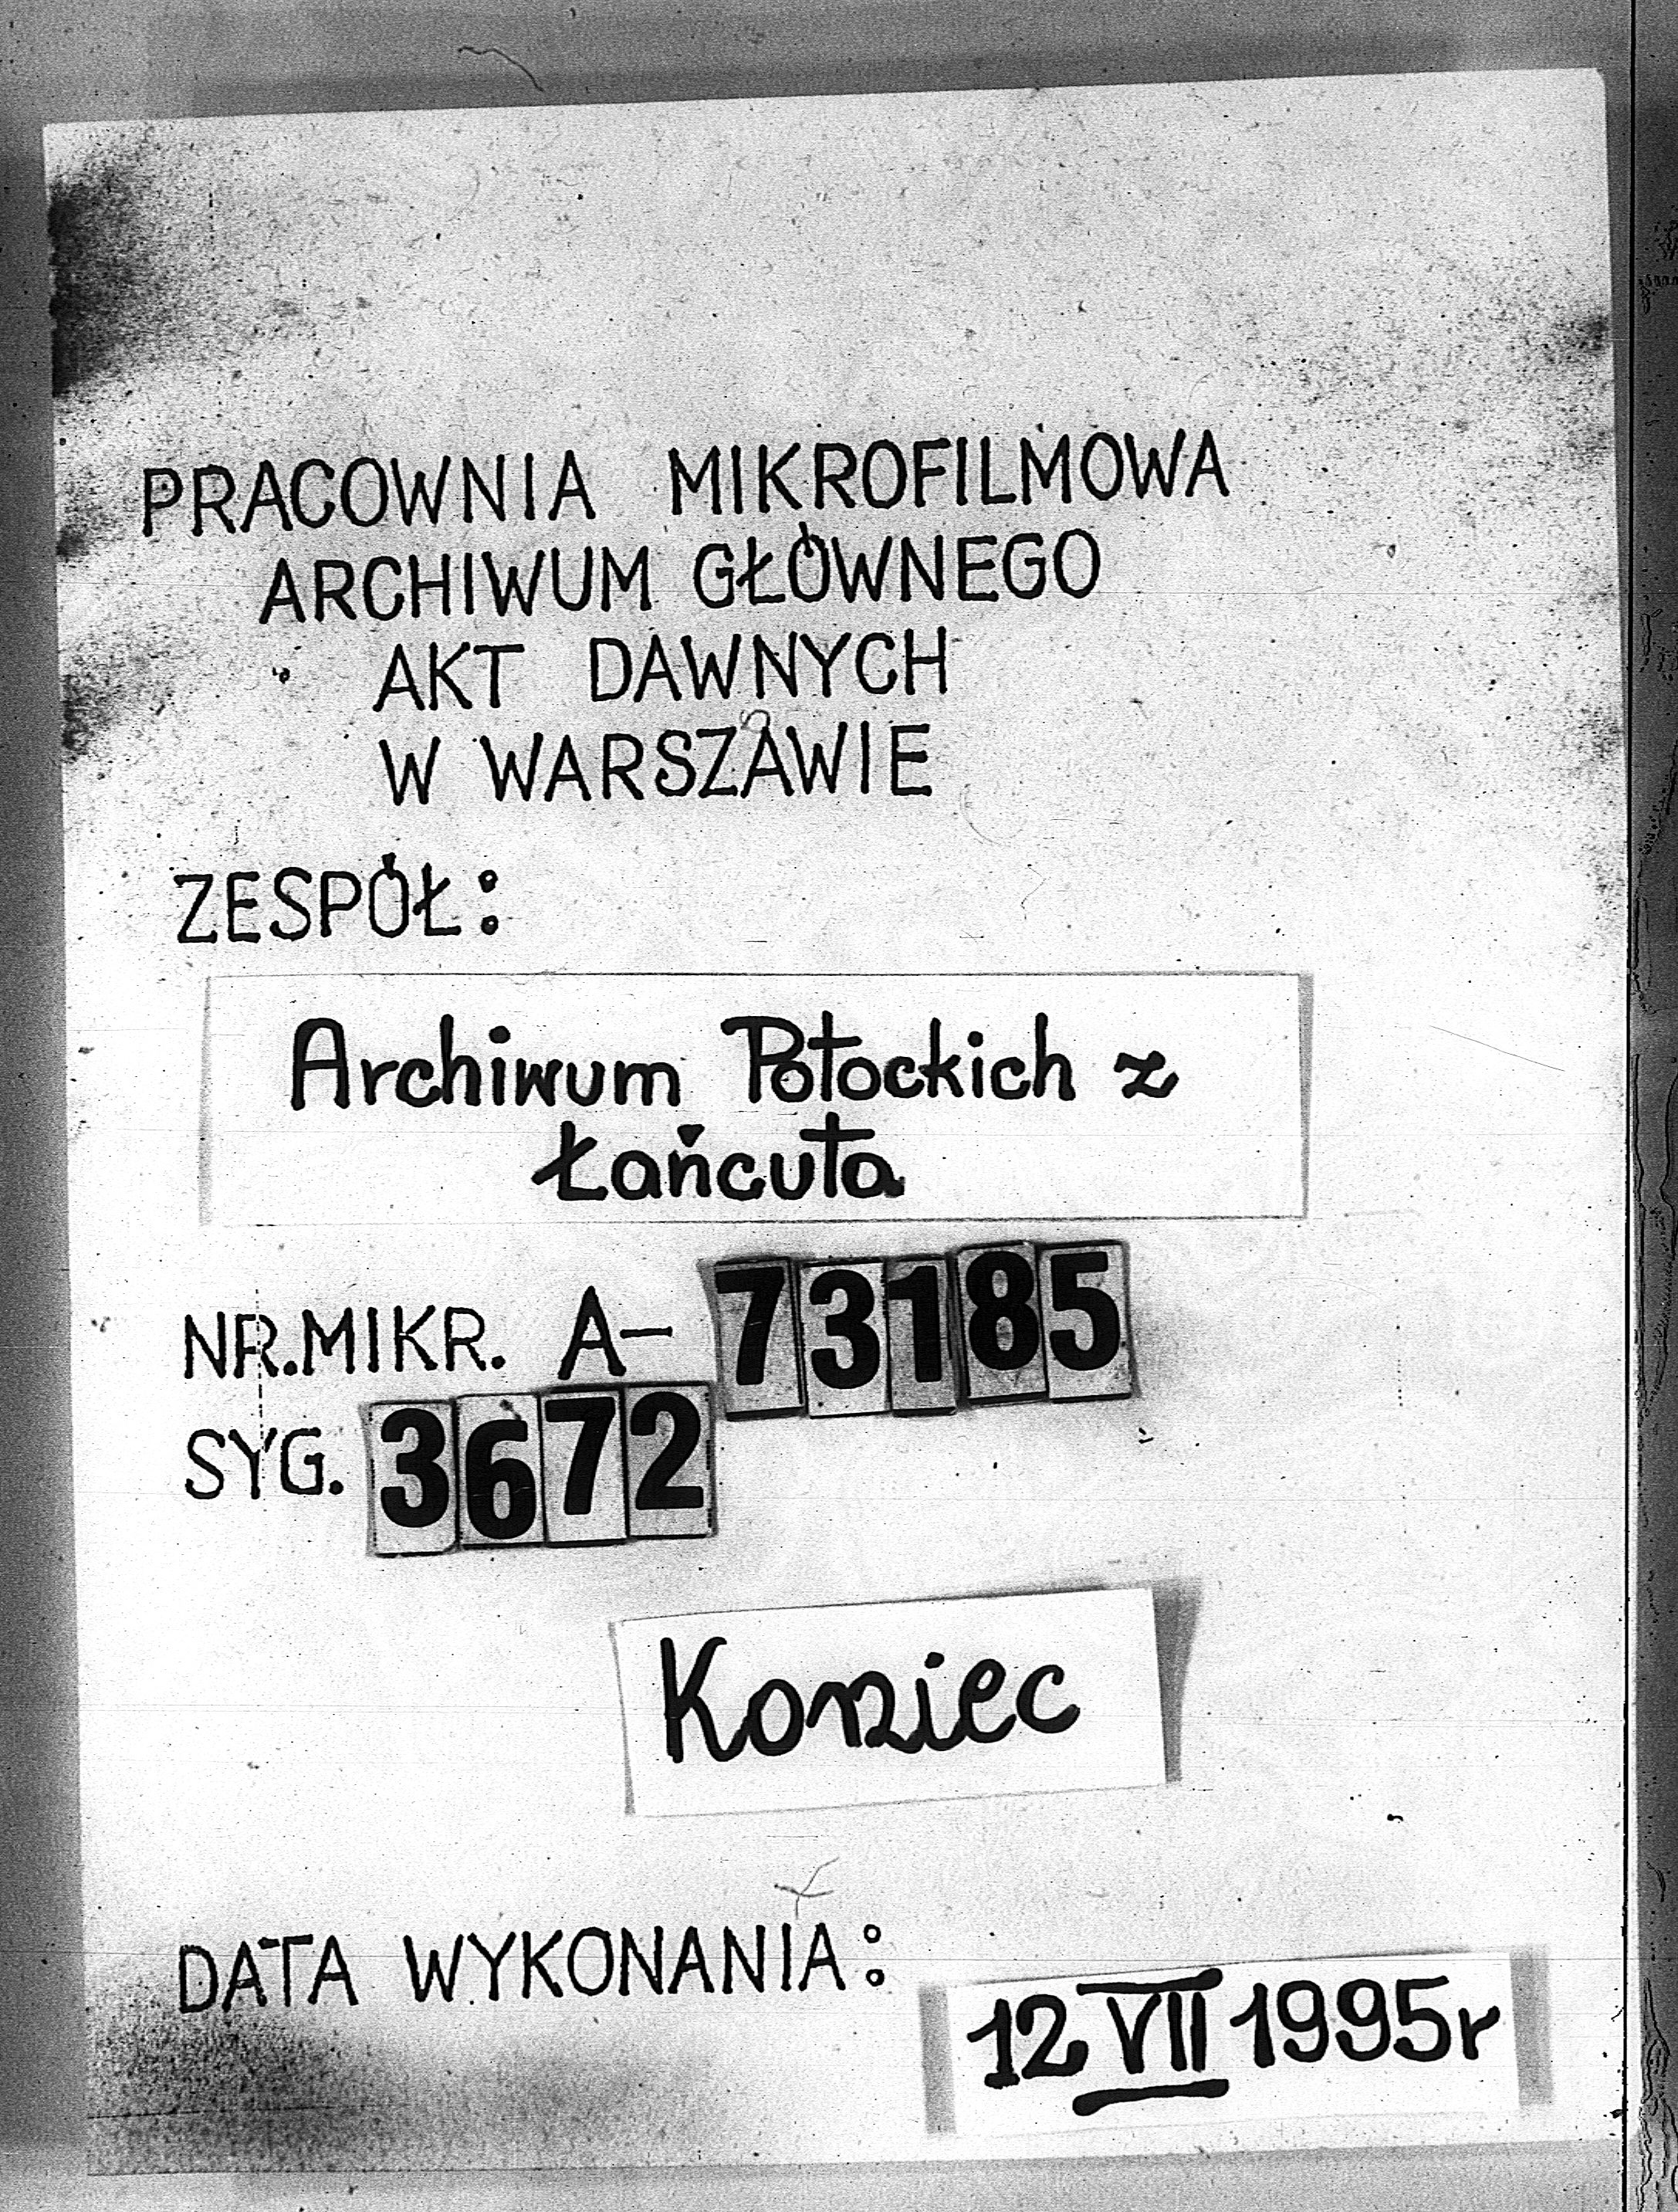 PRACOWNIA MIKROFILMOWA
ARCHIWUM GŁÓWNEGO
AKT DAWNYCH
W WARSZAWIE
ZESPÓŁ:
Archiwum Potockich z
Łańcuta
NR.MIKR. A- 73185
SYG. 3672
Koniec
DATA WYKONANIA: 12 VII 1995r